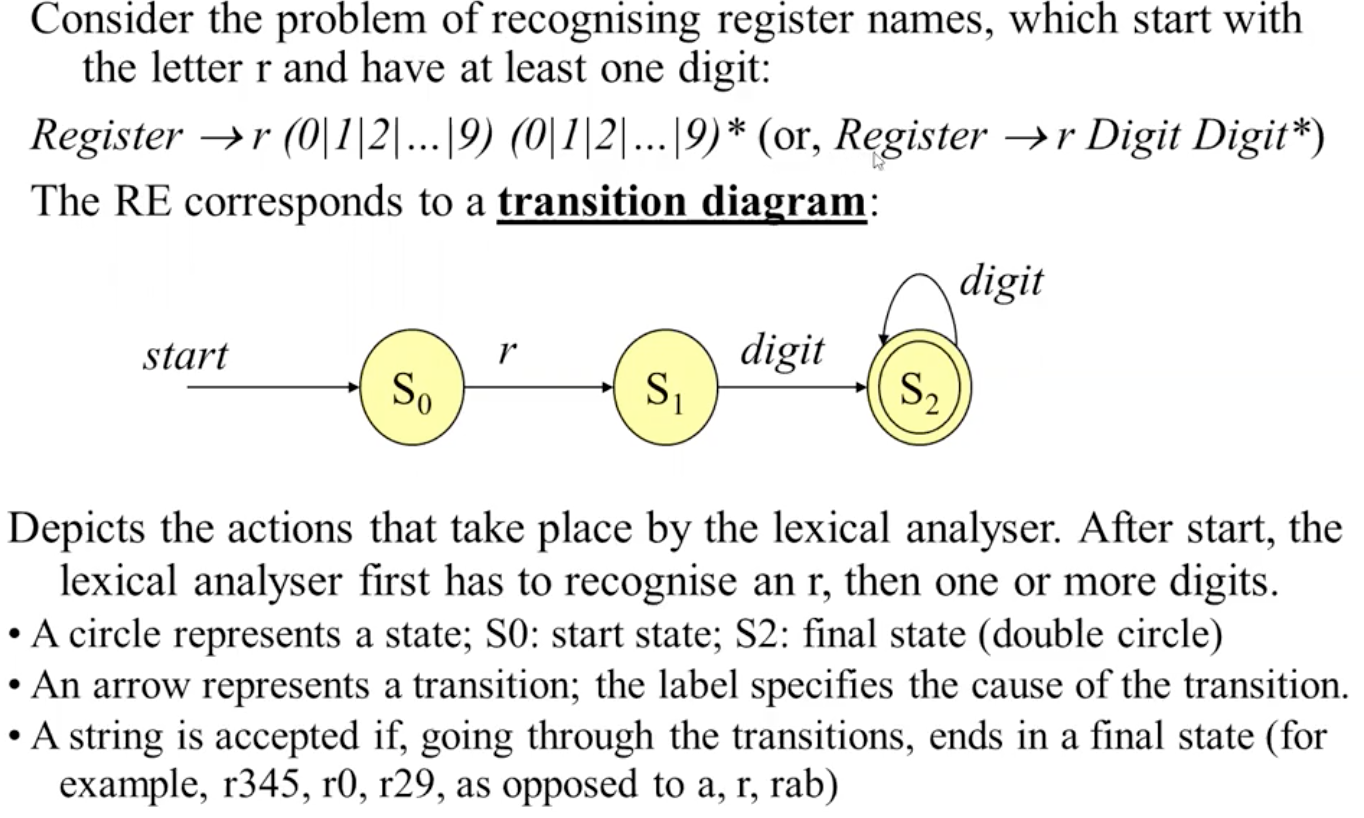 Consider the problem of recognising register names, which start with
the letter r and have at least one digit:
Register → r (0|1|2|...|9) (0|1|2|...|9)* (or, Register → r Digit Digit*)
The RE corresponds to a transition diagram:
digit
start
r
digit
S₀
S₁
S₂
Depicts the actions that take place by the lexical analyser. After start, the
lexical analyser first has to recognise an r, then one or more digits.
• A circle represents a state; S0: start state; S2: final state (double circle)
• An arrow represents a transition; the label specifies the cause of the transition.
• A string is accepted if, going through the transitions, ends in a final state (for
example, r345, r0, r29, as opposed to a, r, rab)